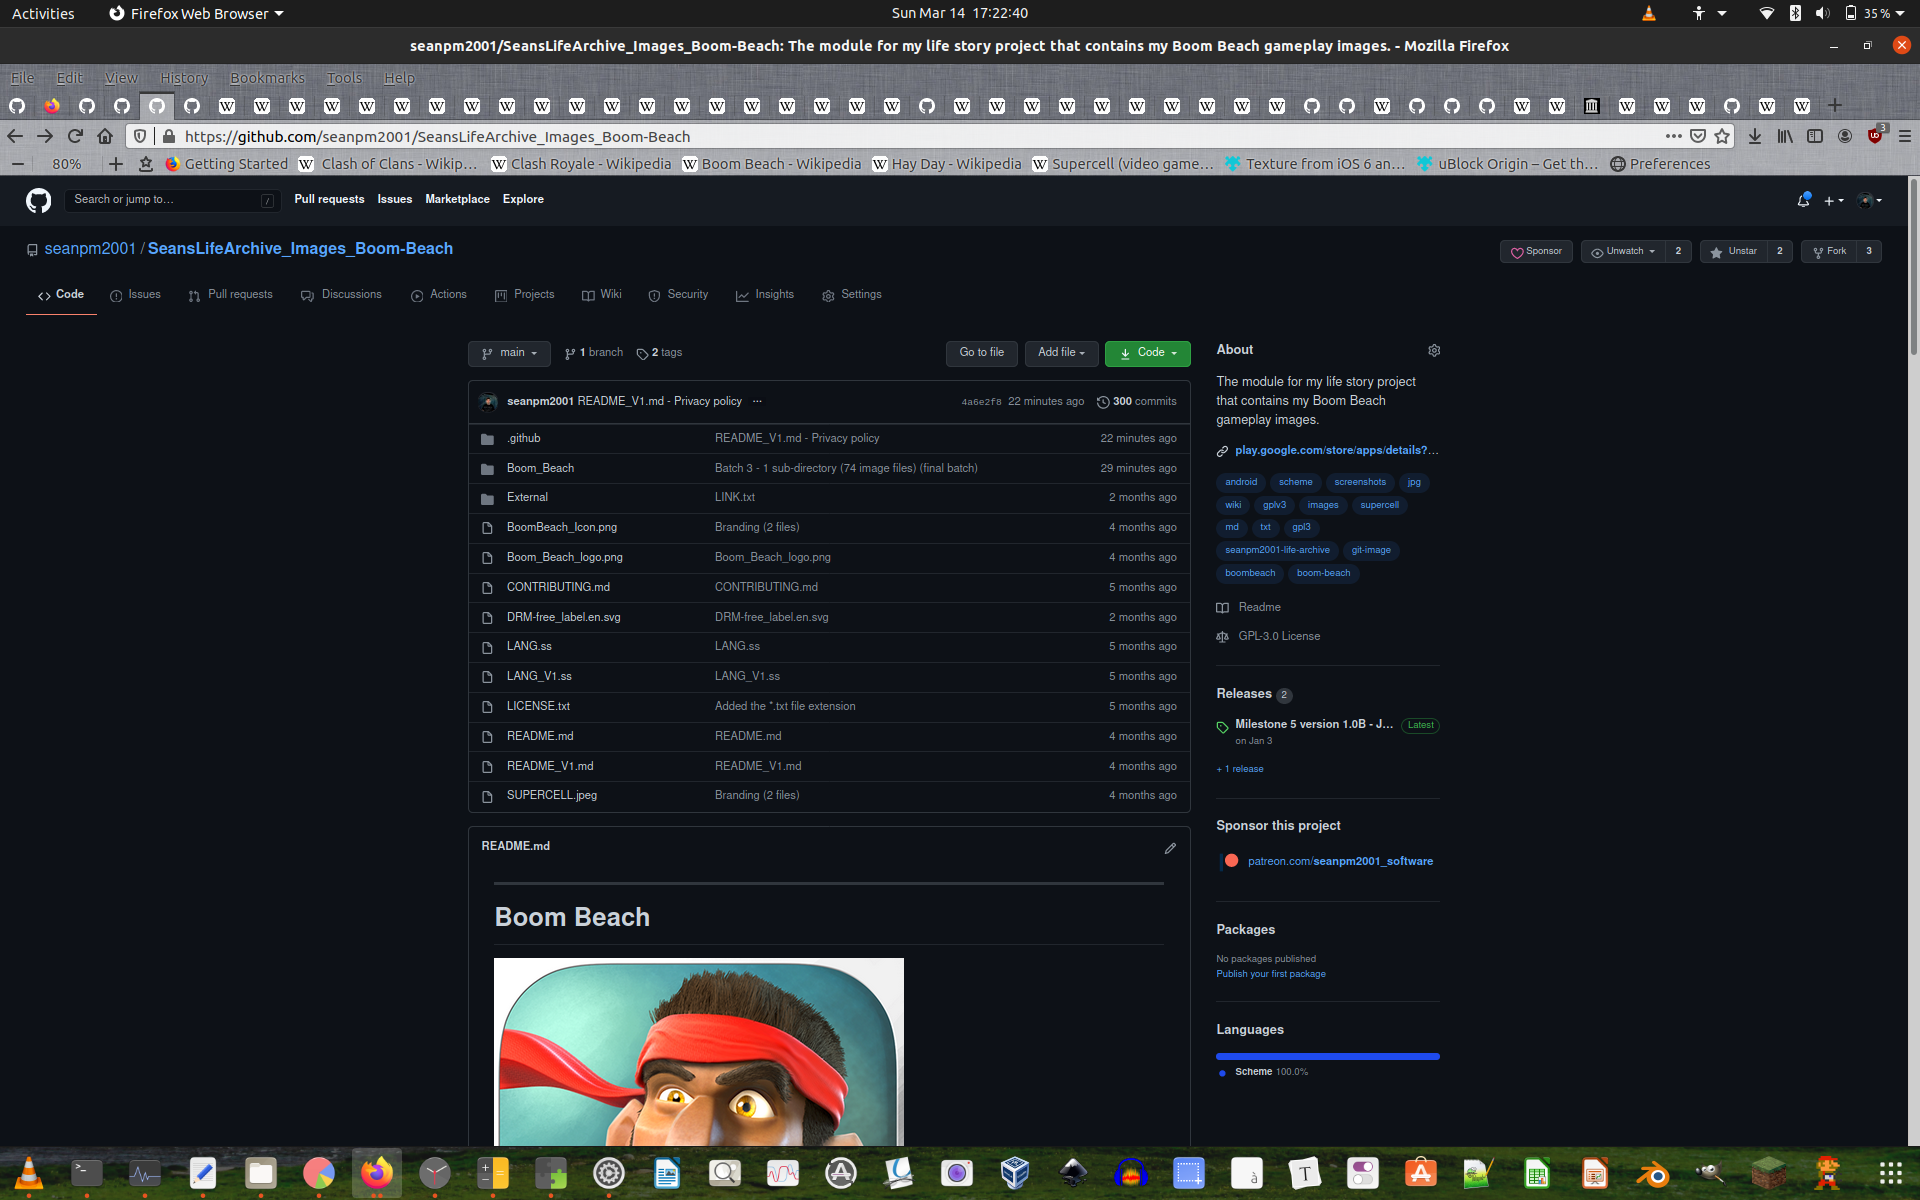 Activities Firefox Web Browser Sun Mar 14 17:22:40 35 %
seanpm2001/SeansLifeArchive_Images_Boom-Beach: The module for my life story project that contains my Boom Beach gameplay images. - Mozilla Firefox
File Edit View History Bookmarks Tools Help
https://github.com/seanpm2001/SeansLifeArchive_Images_Boom-Beach 3
80% Getting Started Clash of Clans - Wikip… Clash Royale - Wikipedia Boom Beach - Wikipedia Hay Day - Wikipedia Supercell (video game… Texture from iOS 6 an… uBlock Origin – Get th… Preferences
Search or jump to… / Pull requests Issues Marketplace Explore
seanpm2001 / SeansLifeArchive_Images_Boom-Beach Sponsor Unwatch 2 Unstar 2 Fork 3
Code Issues Pull requests Discussions Actions Projects Wiki Security Insights Settings
main 1 branch 2 tags Go to file Add file Code
seanpm2001 README_V1.md - Privacy policy ... 4a6e2f8 22 minutes ago 300 commits
.github README_V1.md - Privacy policy 22 minutes ago
Boom_Beach Batch 3 - 1 sub-directory (74 image files) (final batch) 29 minutes ago
External LINK.txt 2 months ago
BoomBeach_Icon.png Branding (2 files) 4 months ago
Boom_Beach_logo.png Boom_Beach_logo.png 4 months ago
CONTRIBUTING.md CONTRIBUTING.md 5 months ago
DRM-free_label.en.svg DRM-free_label.en.svg 2 months ago
LANG.ss LANG.ss 5 months ago
LANG_V1.ss LANG_V1.ss 5 months ago
LICENSE.txt Added the *.txt file extension 5 months ago
README.md README.md 4 months ago
README_V1.md README_V1.md 4 months ago
SUPERCELL.jpeg Branding (2 files) 4 months ago
README.md
Boom Beach
About
The module for my life story project
that contains my Boom Beach
gameplay images.
play.google.com/store/apps/details?…
android scheme screenshots jpg
wiki gplv3 images supercell
md txt gpl3
seanpm2001-life-archive git-image
boombeach boom-beach
Readme
GPL-3.0 License
Releases 2
Milestone 5 version 1.0B - J… Latest
on Jan 3
+ 1 release
Sponsor this project
patreon.com/seanpm2001_software
Packages
No packages published
Publish your first package
Languages
Scheme 100.0%